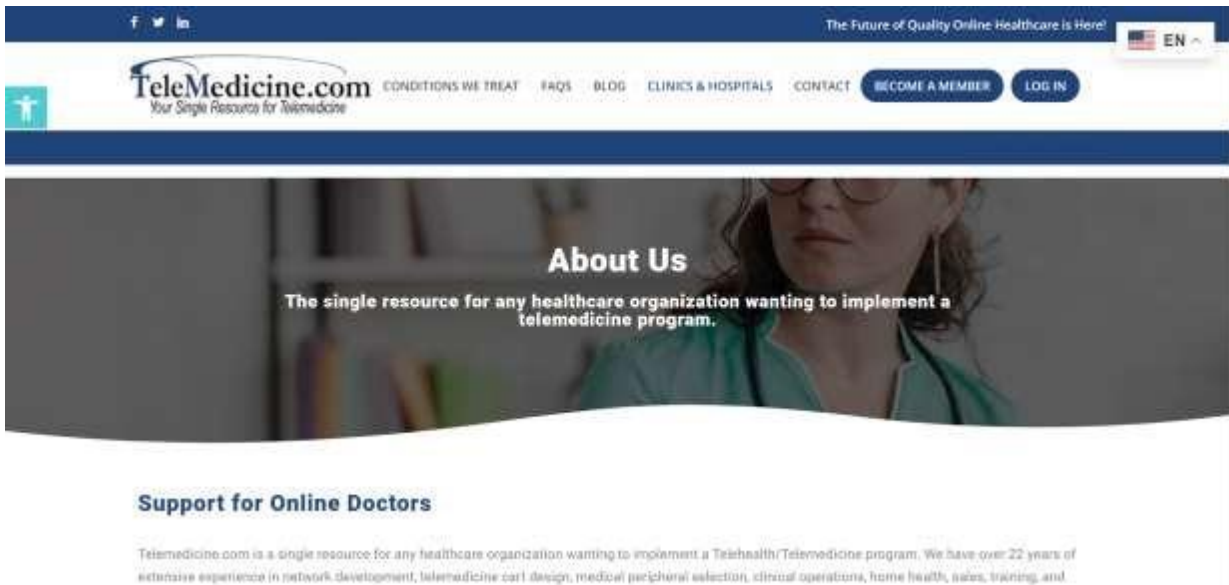 f in
The Future of Quality Online Healthcare is Here!
EN
TeleMedicine.com
Your Single Resource for Telemedicine
CONDITIONS WE TREAT FAQS BLOG CLINICS & HOSPITALS CONTACT BECOME A MEMBER LOG IN
About Us
The single resource for any healthcare organization wanting to implement a
telemedicine program.
Support for Online Doctors
Telemedicine.com is a single resource for any healthcare organization wanting to implement a Telehealth/Telemedicine program. We have over 22 years of
extensive experience in network development, telemedicine cart design, medical peripheral selection, clinical operations, home health, sales, training, and